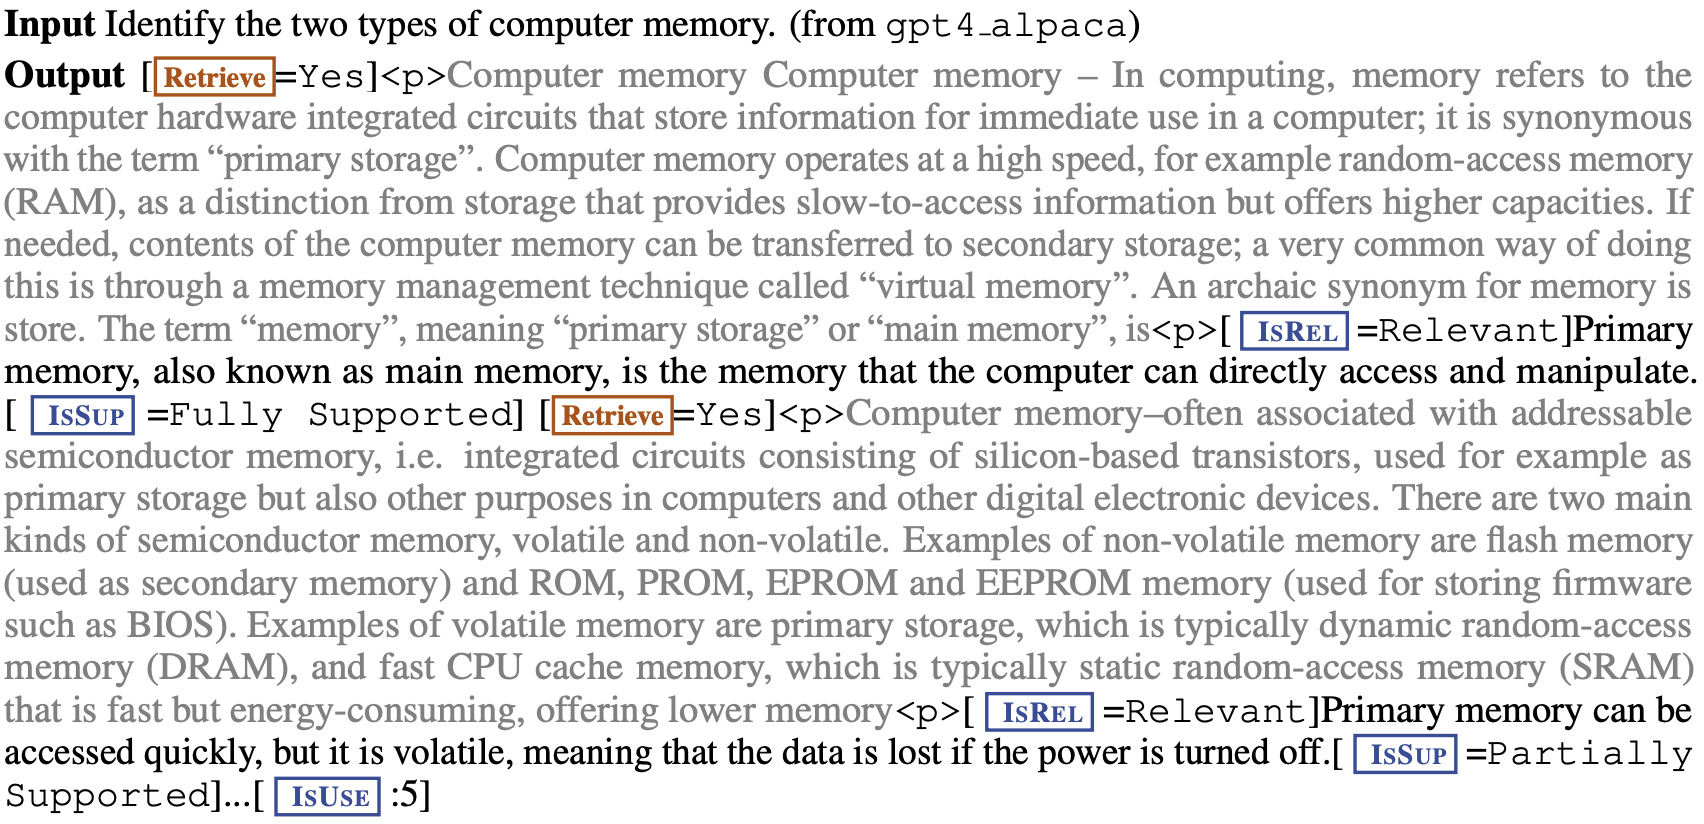 Input Identify the two types of computer memory. (from gpt4_alpaca)
Output [Retrieve=Yes]<p>Computer memory Computer memory – In computing, memory refers to the
computer hardware integrated circuits that store information for immediate use in a computer; it is synonymous
with the term “primary storage”. Computer memory operates at a high speed, for example random-access memory
(RAM), as a distinction from storage that provides slow-to-access information but offers higher capacities. If
needed, contents of the computer memory can be transferred to secondary storage; a very common way of doing
this is through a memory management technique called “virtual memory”. An archaic synonym for memory is
store. The term “memory”, meaning “primary storage” or “main memory”, is<p>[ ISREL =Relevant]Primary
memory, also known as main memory, is the memory that the computer can directly access and manipulate.
[ ISSUP =Fully Supported] [Retrieve=Yes]<p>Computer memory–often associated with addressable
semiconductor memory, i.e. integrated circuits consisting of silicon-based transistors, used for example as
primary storage but also other purposes in computers and other digital electronic devices. There are two main
kinds of semiconductor memory, volatile and non-volatile. Examples of non-volatile memory are flash memory
(used as secondary memory) and ROM, PROM, EPROM and EEPROM memory (used for storing firmware
such as BIOS). Examples of volatile memory are primary storage, which is typically dynamic random-access
memory (DRAM), and fast CPU cache memory, which is typically static random-access memory (SRAM)
that is fast but energy-consuming, offering lower memory<p>[ ISREL =Relevant]Primary memory can be
accessed quickly, but it is volatile, meaning that the data is lost if the power is turned off.[ ISSUP =Partially
Supported]...[ ISUSE :5]